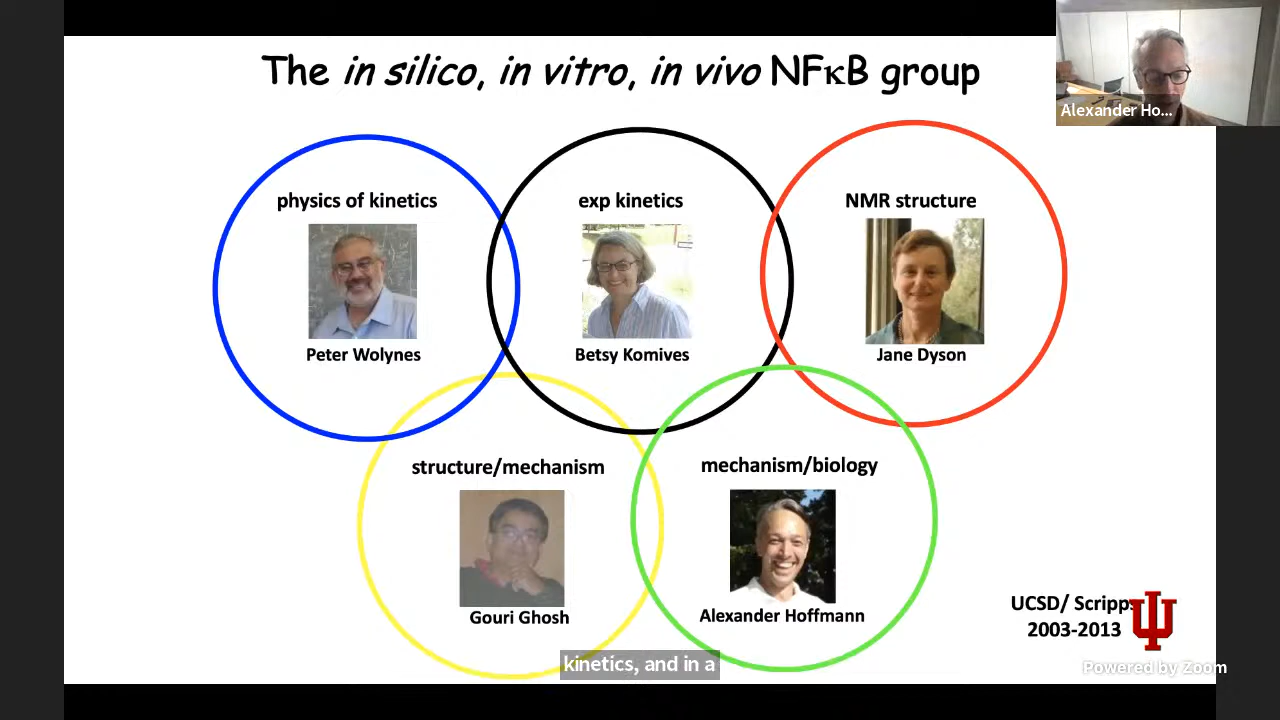 The in silico, in vitro, in vivo NFκB group
Alexander Ho...
physics of kinetics
exp kinetics
NMR structure
Peter Wolynes
Betsy Komives
Jane Dyson
structure/mechanism
mechanism/biology
Gouri Ghosh
Alexander Hoffmann
UCSD/ Scripps
2003-2013
kinetics, and in a
Powered by Zoom